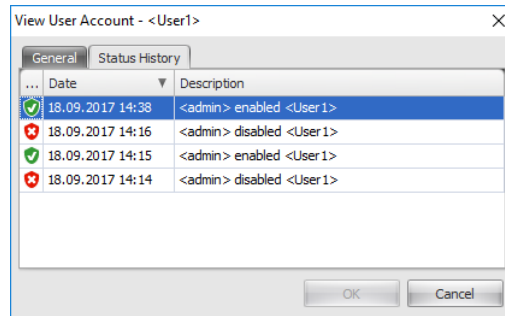 View User Account - <User1>
General Status History
... Date Description
18.09.2017 14:38 <admin> enabled <User1>
18.09.2017 14:16 <admin> disabled <User1>
18.09.2017 14:15 <admin> enabled <User1>
18.09.2017 14:14 <admin> disabled <User1>
OK Cancel